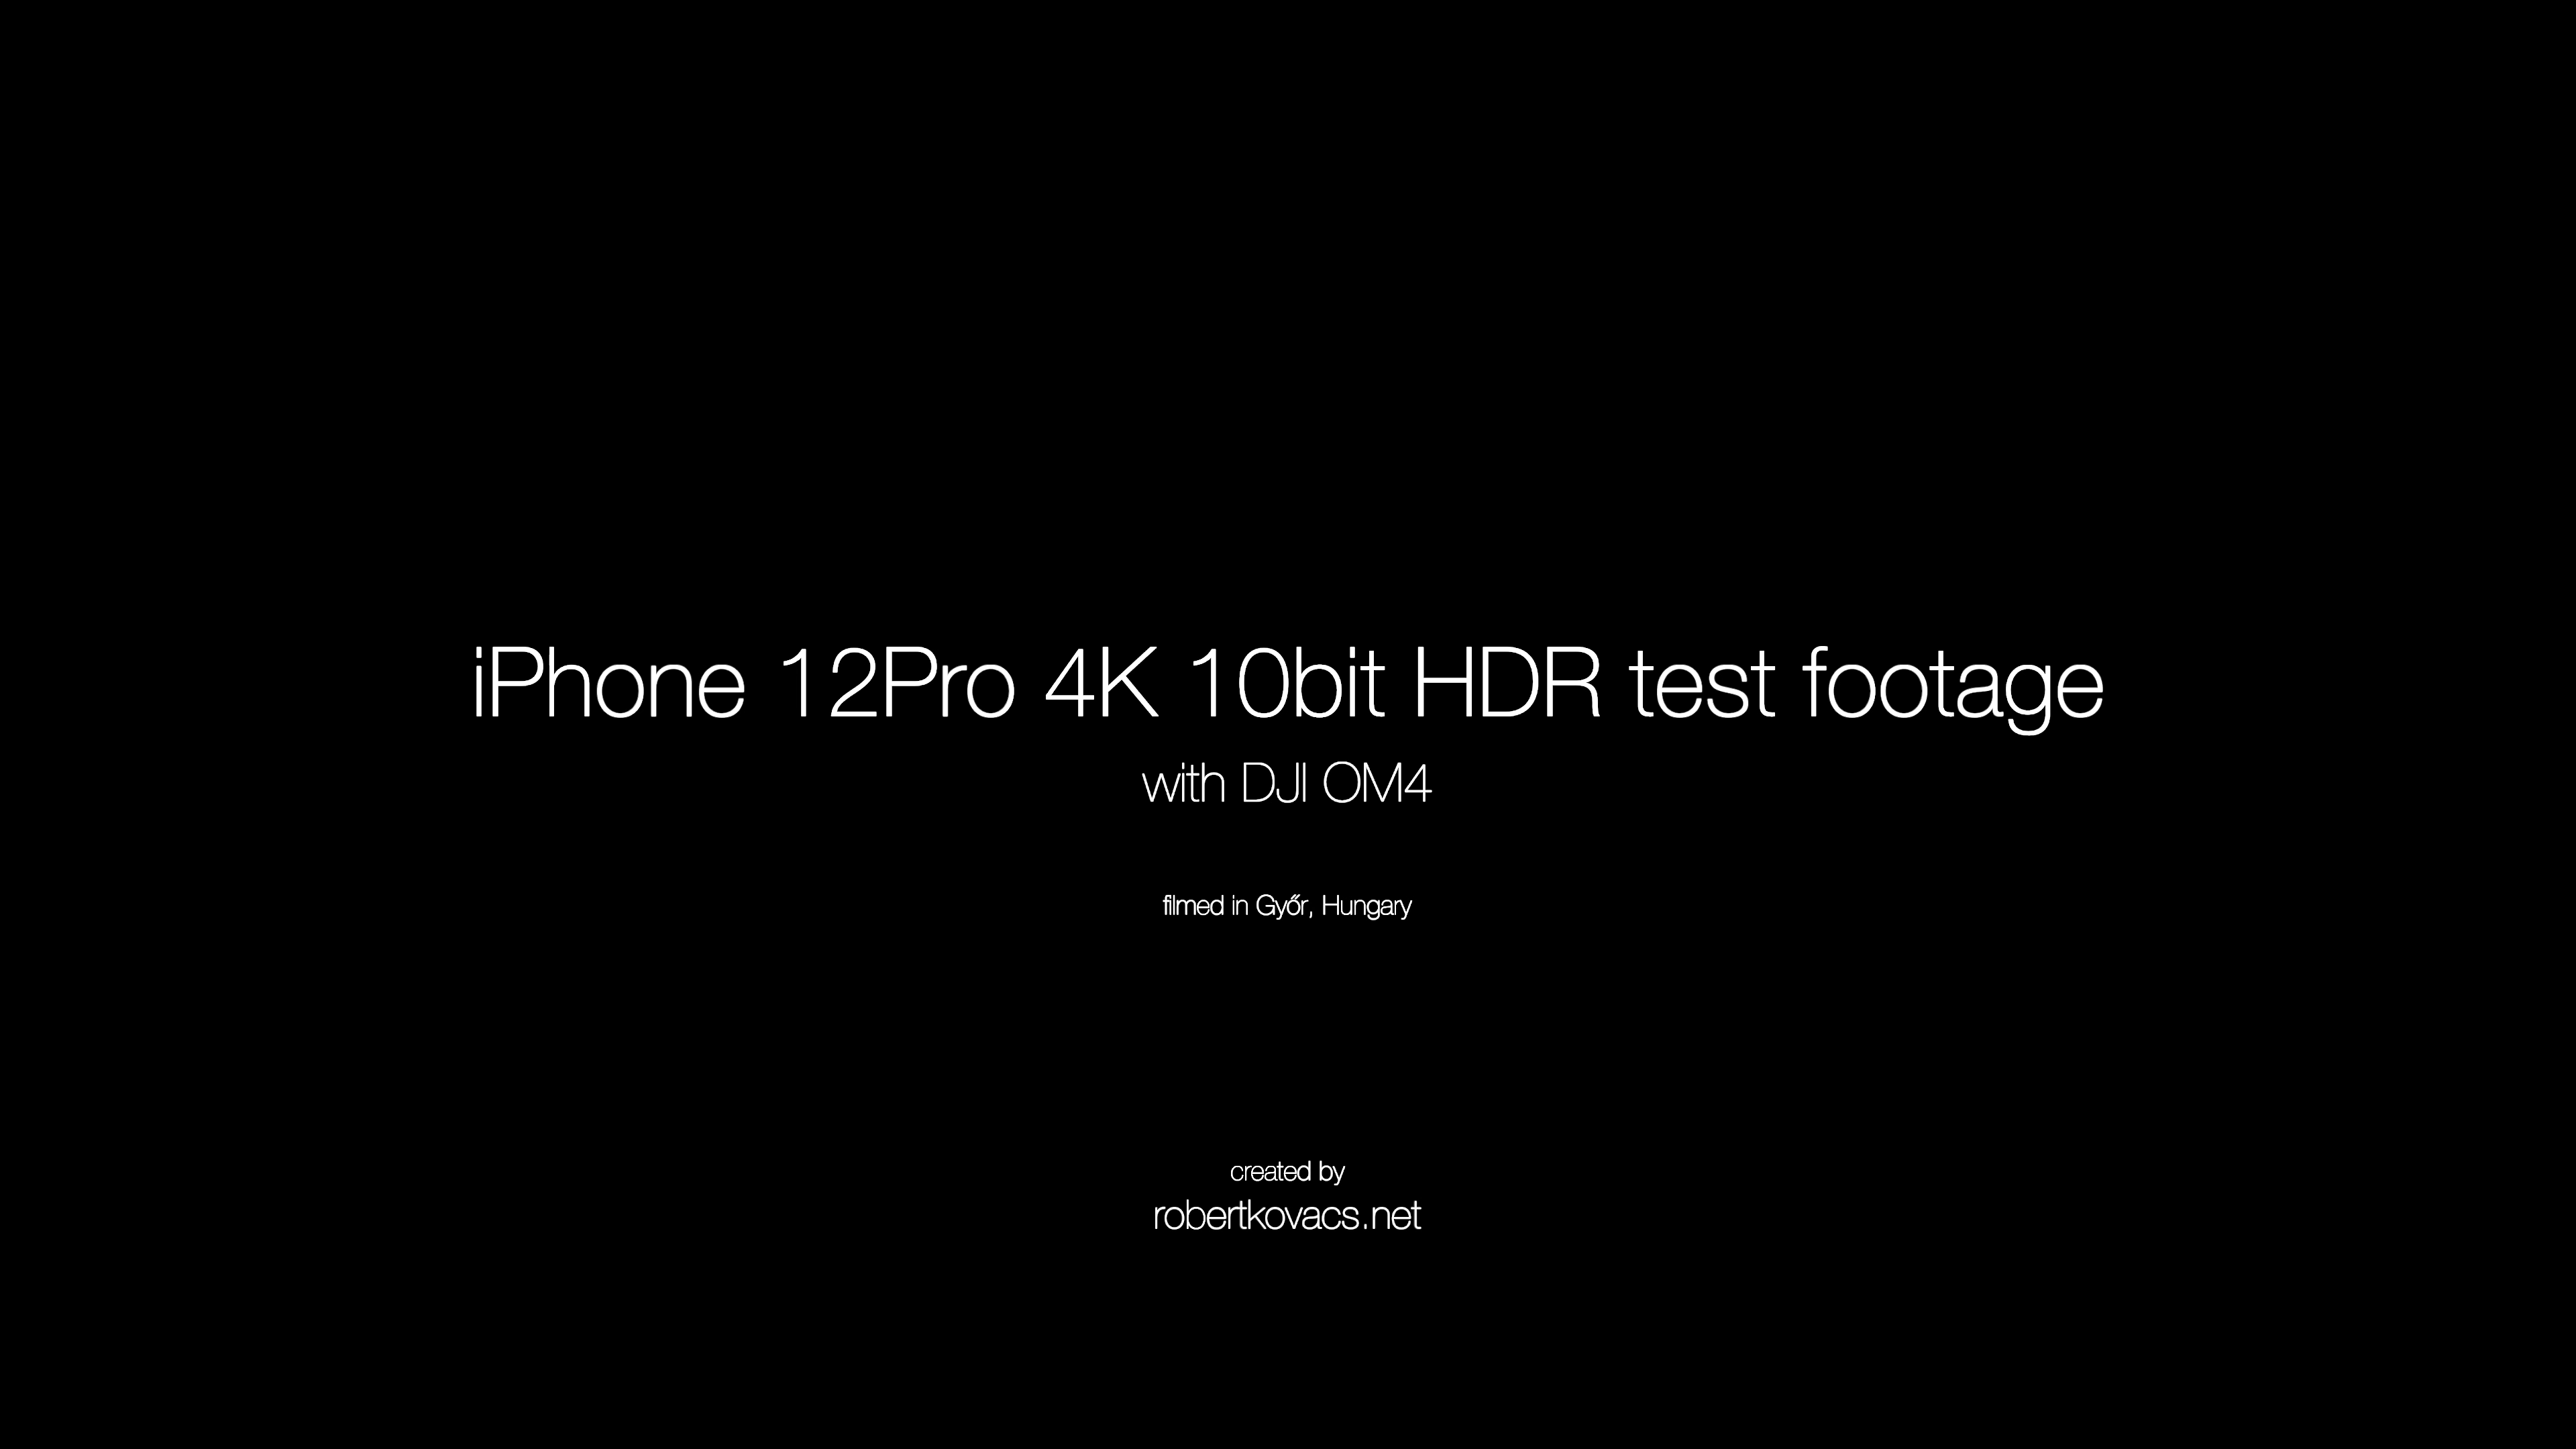 iPhone 12Pro 4K 10bit HDR test footage
with DJI OM4
filmed in Győr, Hungary
created by
robertkovacs.net